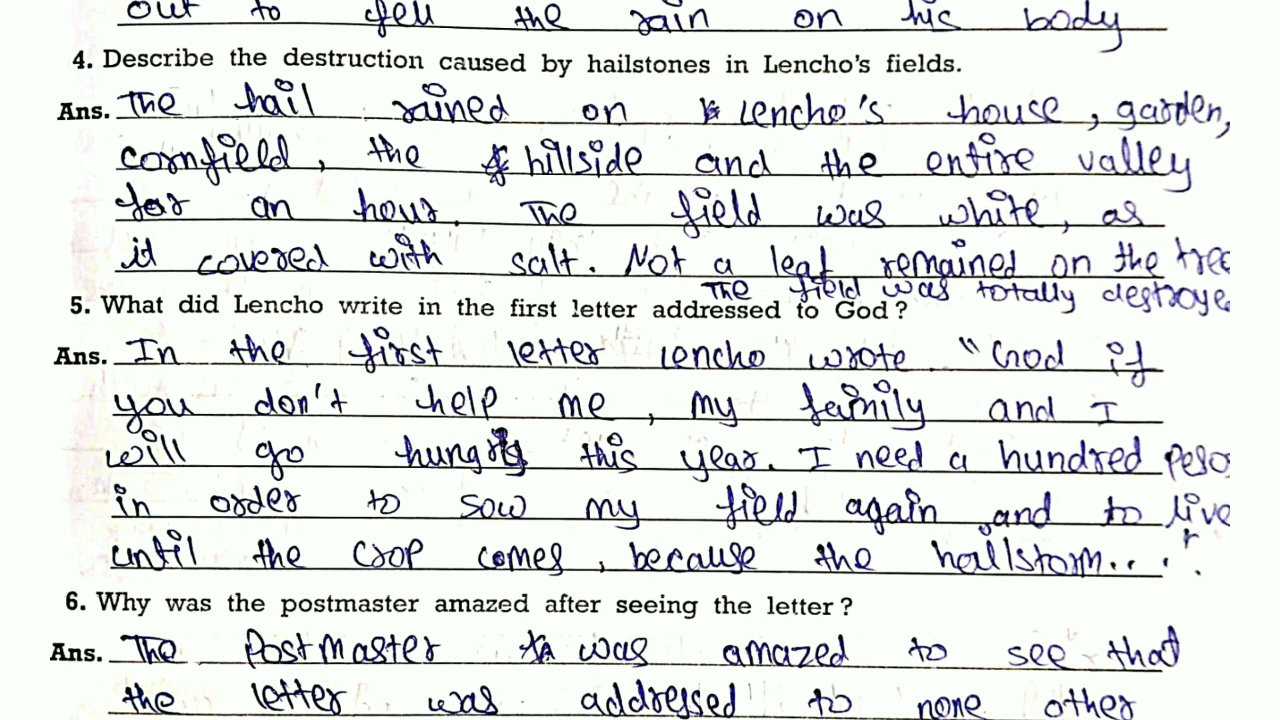 out to fell the rain on his body
4. Describe the destruction caused by hailstones in Lencho's fields.
Ans. The hail rained on Lencho's house, garden,
cornfield, the hillside and the entire valley
for an hour. The field was white, as
it covered with salt. Not a leaf remained on the tree
The field was totally destroye
5. What did Lencho write in the first letter addressed to God?
Ans. In the first letter Lencho wrote "God if
you don't help me, my family and I
will go hungry this year. I need a hundred peso
in order to sow my field again and to live
until the crop comes, because the hailstorm....".
6. Why was the postmaster amazed after seeing the letter?
Ans. The Postmaster was amazed to see that
the letter was addressed to none other